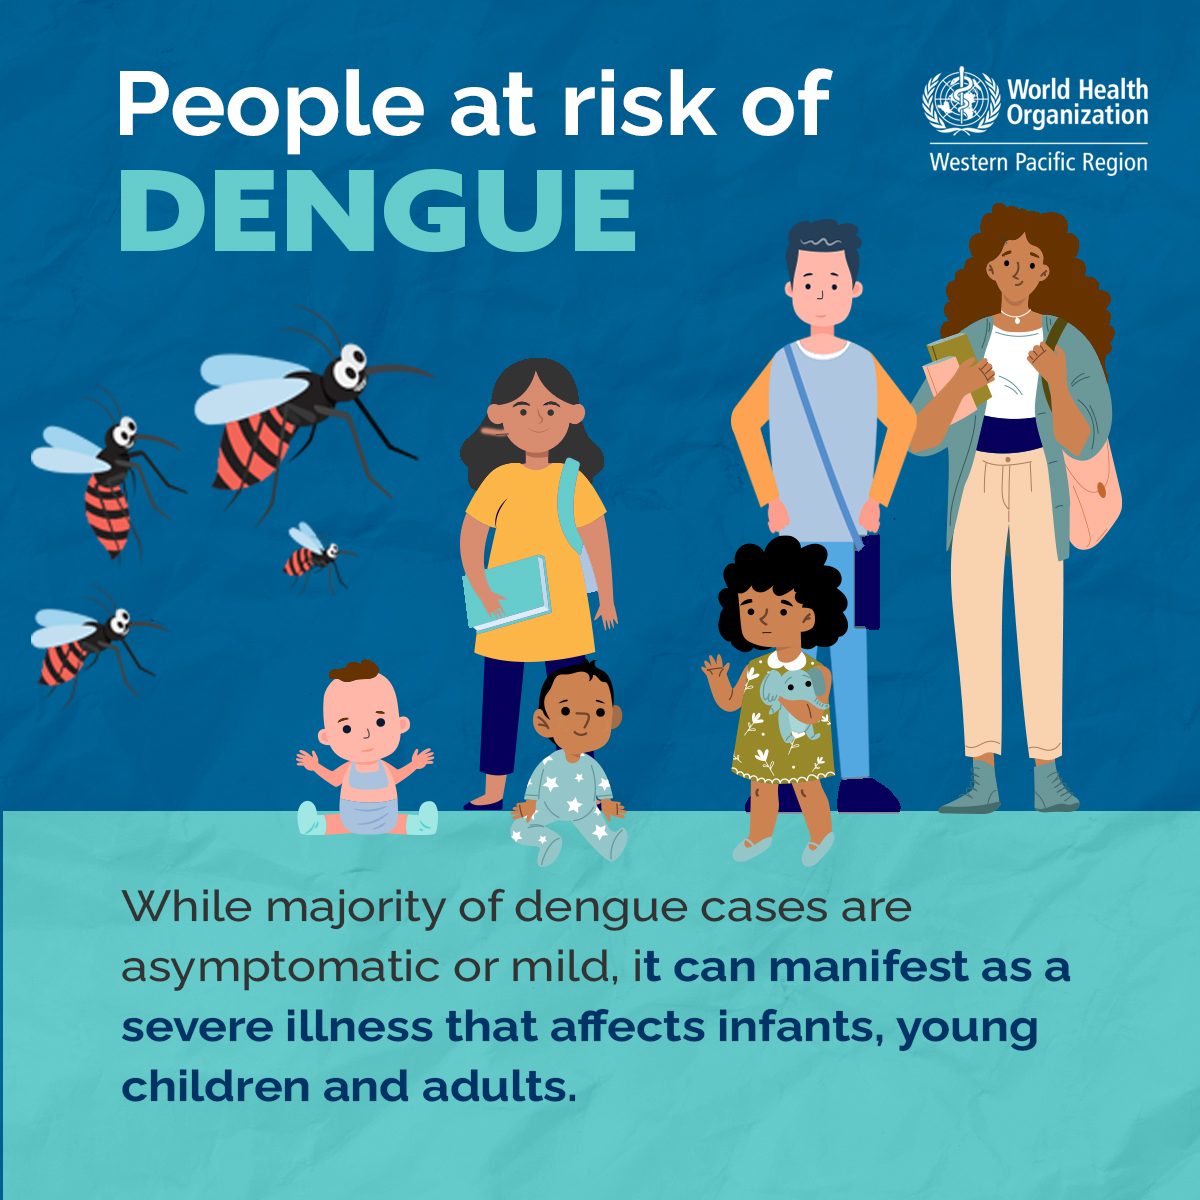 People at risk of
DENGUE
World Health
Organization
Western Pacific Region
While majority of dengue cases are
asymptomatic or mild, it can manifest as a
severe illness that affects infants, young
children and adults.